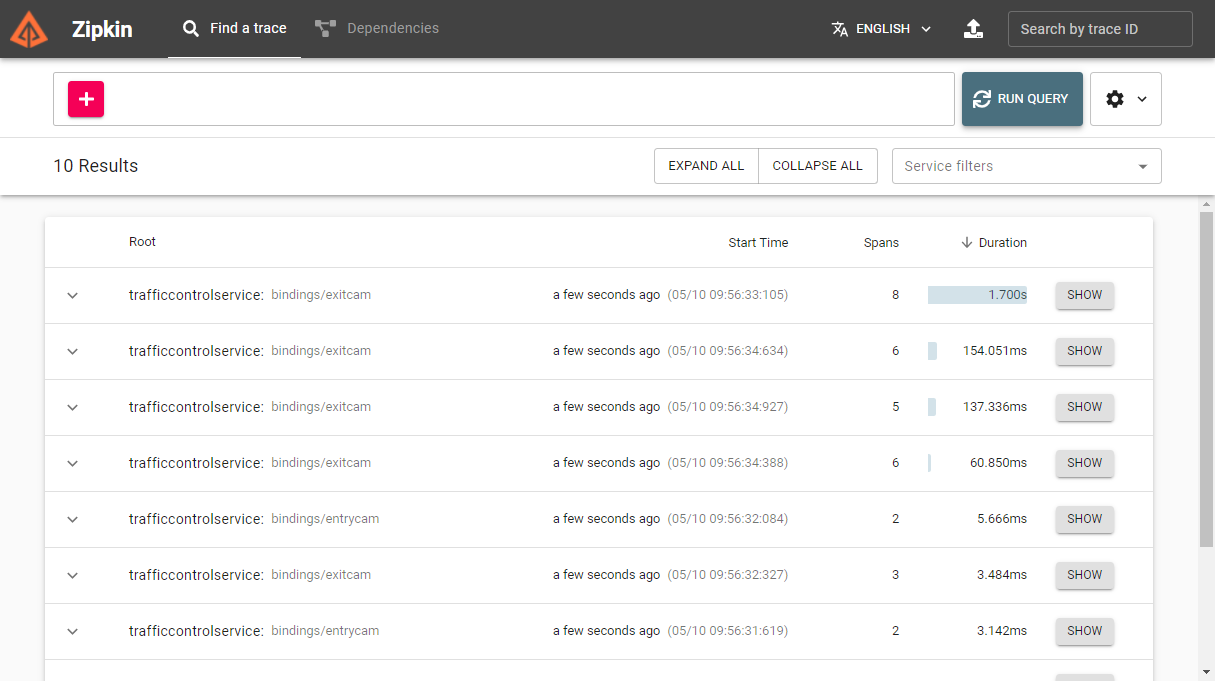 Zipkin Find a trace Dependencies ENGLISH Search by trace ID
RUN QUERY
10 Results EXPAND ALL COLLAPSE ALL Service filters
Root Start Time Spans Duration
trafficcontrolservice: bindings/exitcam a few seconds ago (05/10 09:56:33:105) 8 1.700s SHOW
trafficcontrolservice: bindings/exitcam a few seconds ago (05/10 09:56:34:634) 6 154.051ms SHOW
trafficcontrolservice: bindings/exitcam a few seconds ago (05/10 09:56:34:927) 5 137.336ms SHOW
trafficcontrolservice: bindings/exitcam a few seconds ago (05/10 09:56:34:388) 6 60.850ms SHOW
trafficcontrolservice: bindings/entrycam a few seconds ago (05/10 09:56:32:084) 2 5.666ms SHOW
trafficcontrolservice: bindings/exitcam a few seconds ago (05/10 09:56:32:327) 3 3.484ms SHOW
trafficcontrolservice: bindings/entrycam a few seconds ago (05/10 09:56:31:619) 2 3.142ms SHOW